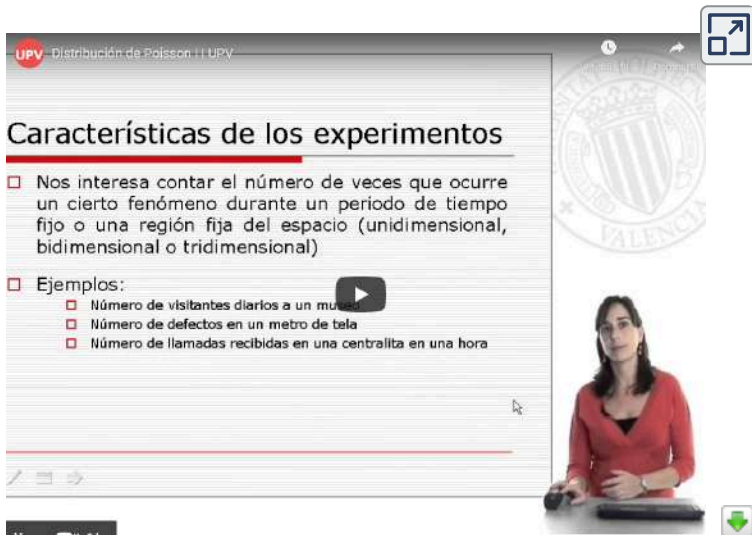 UPV Distribución de Poisson | | UPV
Características de los experimentos
Nos interesa contar el número de veces que ocurre
un cierto fenómeno durante un periodo de tiempo
fijo o una región fija del espacio (unidimensional,
bidimensional o tridimensional)
Ejemplos:
Número de visitantes diarios a un museo
Número de defectos en un metro de tela
Número de llamadas recibidas en una centralita en una hora
VALENC